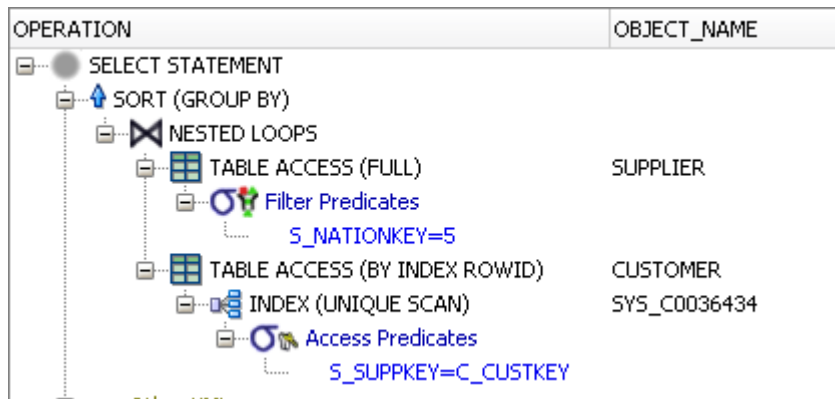 OPERATION OBJECT_NAME
SELECT STATEMENT
SORT (GROUP BY)
NESTED LOOPS
TABLE ACCESS (FULL) SUPPLIER
Filter Predicates
S_NATIONKEY=5
TABLE ACCESS (BY INDEX ROWID) CUSTOMER
INDEX (UNIQUE SCAN) SYS_C0036434
Access Predicates
S_SUPPKEY=C_CUSTKEY